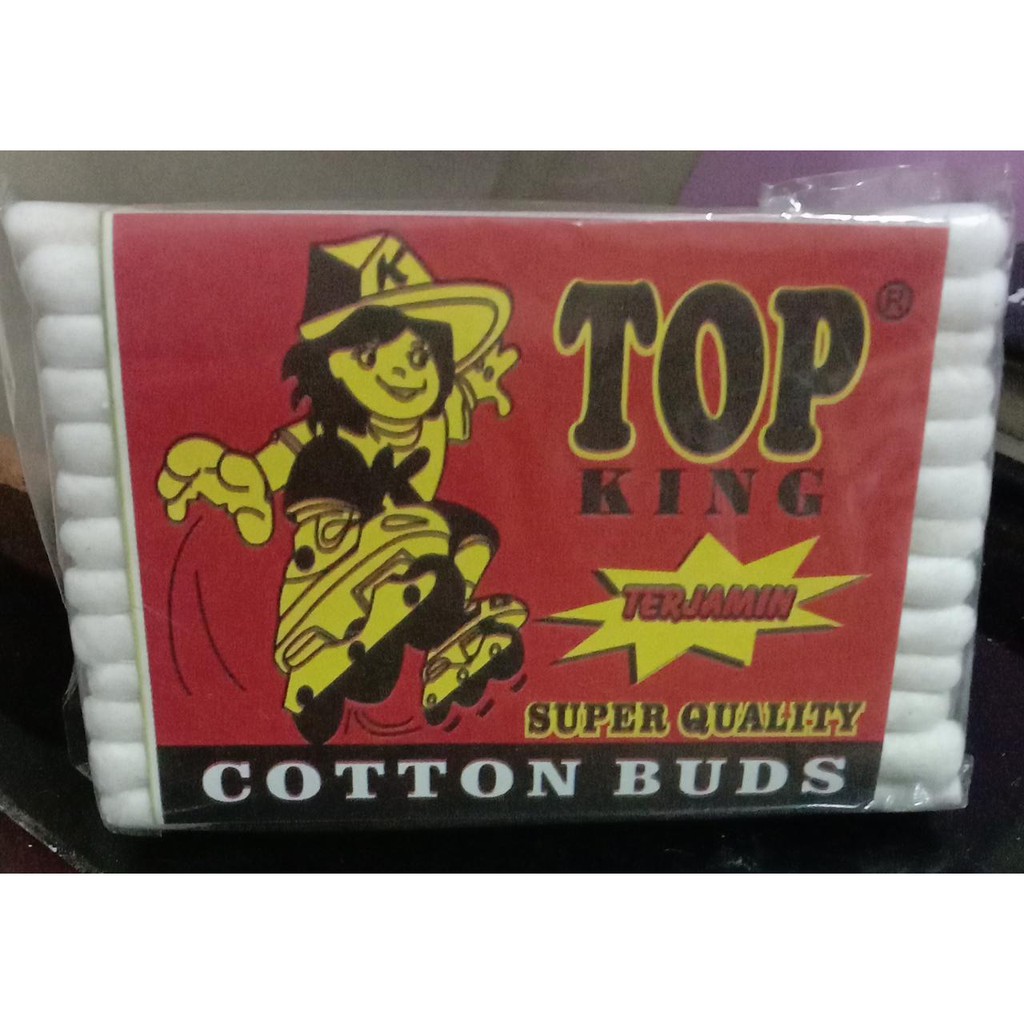 K
TOP®
KING
K
TERJAMIN
SUPER QUALITY
COTTON BUDS